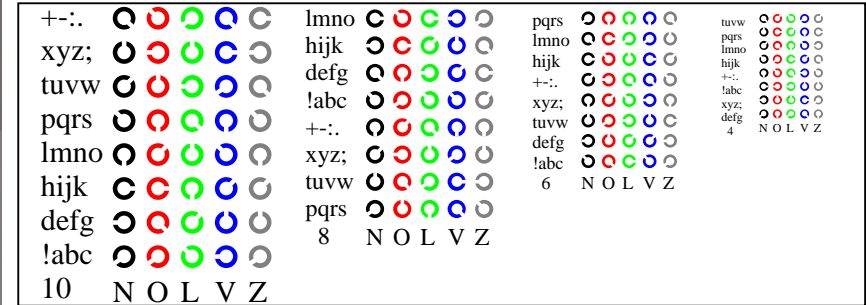 +-:.
xyz;
tuvw
pqrs
lmno
hijk
defg
!abc
10 N O L V Z
lmno
hijk
defg
!abc
+-:.
xyz;
tuvw
pqrs
8 N O L V Z
pqrs
lmno
hijk
+-:.
xyz;
tuvw
defg
!abc
6 N O L V Z
tuvw
pqrs
lmno
hijk
+-:.
!abc
xyz;
defg
4 N O L V Z